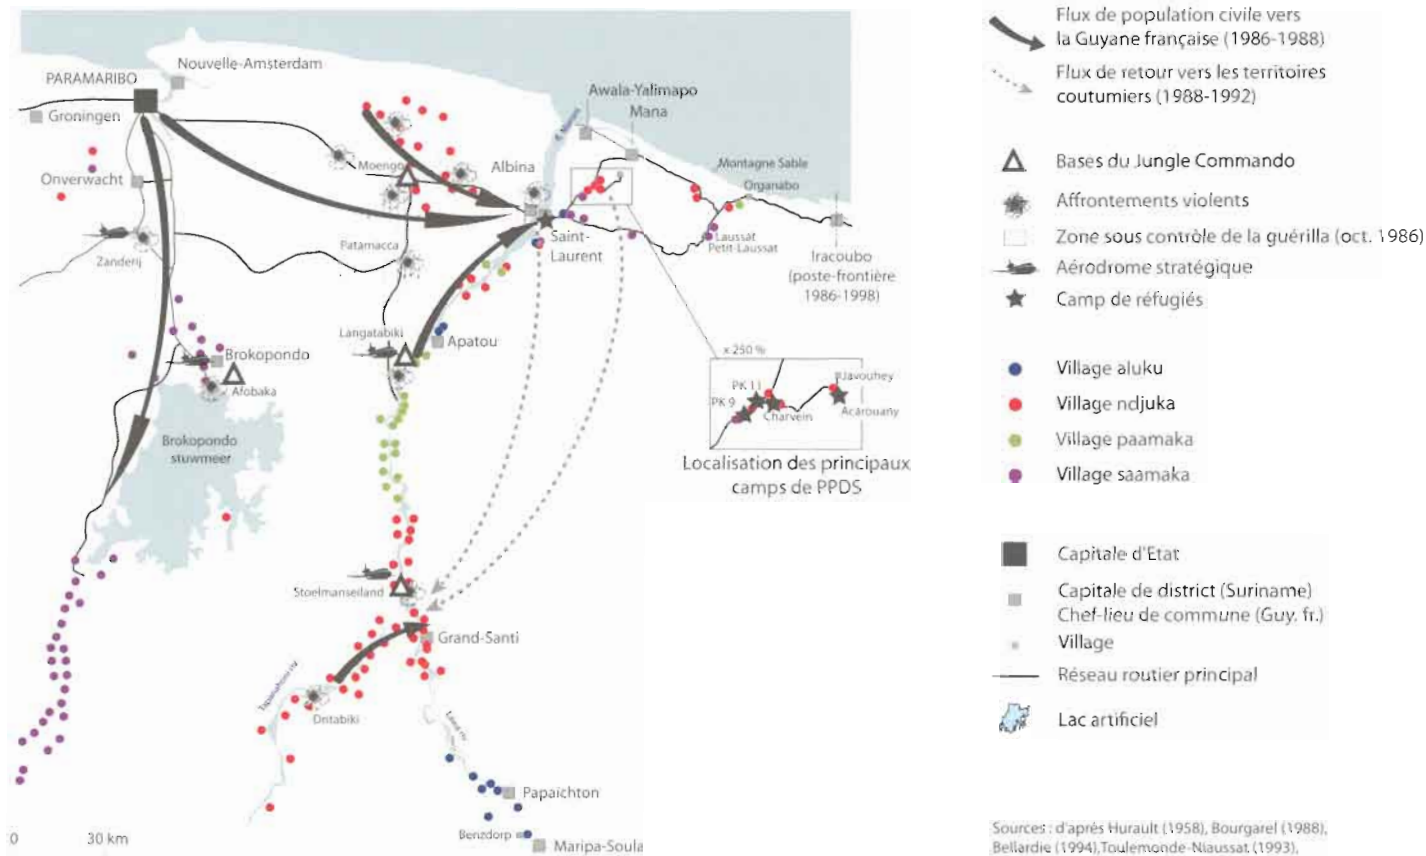 Nouvelle-Amsterdam
PARAMARIBO
Groningen
Onverwacht
Zanderij
Moengo
Albina
Patamacca
Awala-Yalimapo
Mana
Montagne Sable
Organabo
Saint-
Laurent
Laussat
Petit-Laussat
Iracoubo
(poste-frontière
1986-1998)
Langatabiki
Apatou
Brokopondo
Afobaka
Brokopondo
stuwmeer
x 250 %
PK 11
PK 9
Charvein
Javouhey
Acarouany
Localisation des principaux
camps de PPDS
Stoelmanseiland
Grand-Santi
Tapanahoni riv
Dritabiki
Lawa riv
Papaïchton
Benzdorp
Maripa-Soula
0 30 km
Flux de population civile vers
la Guyane française (1986-1988)
Flux de retour vers les territoires
coutumiers (1988-1992)
Bases du Jungle Commando
Affrontements violents
Zone sous contrôle de la guérilla (oct. 1986)
Aérodrome stratégique
Camp de réfugiés
Village aluku
Village ndjuka
Village paamaka
Village saamaka
Capitale d'Etat
Capitale de district (Suriname)
Chef-lieu de commune (Guy. fr.)
Village
Réseau routier principal
Lac artificiel
Sources : d'après Hurault (1958), Bourgarel (1988),
Bellardie (1994),Toulemonde-Niaussat (1993),